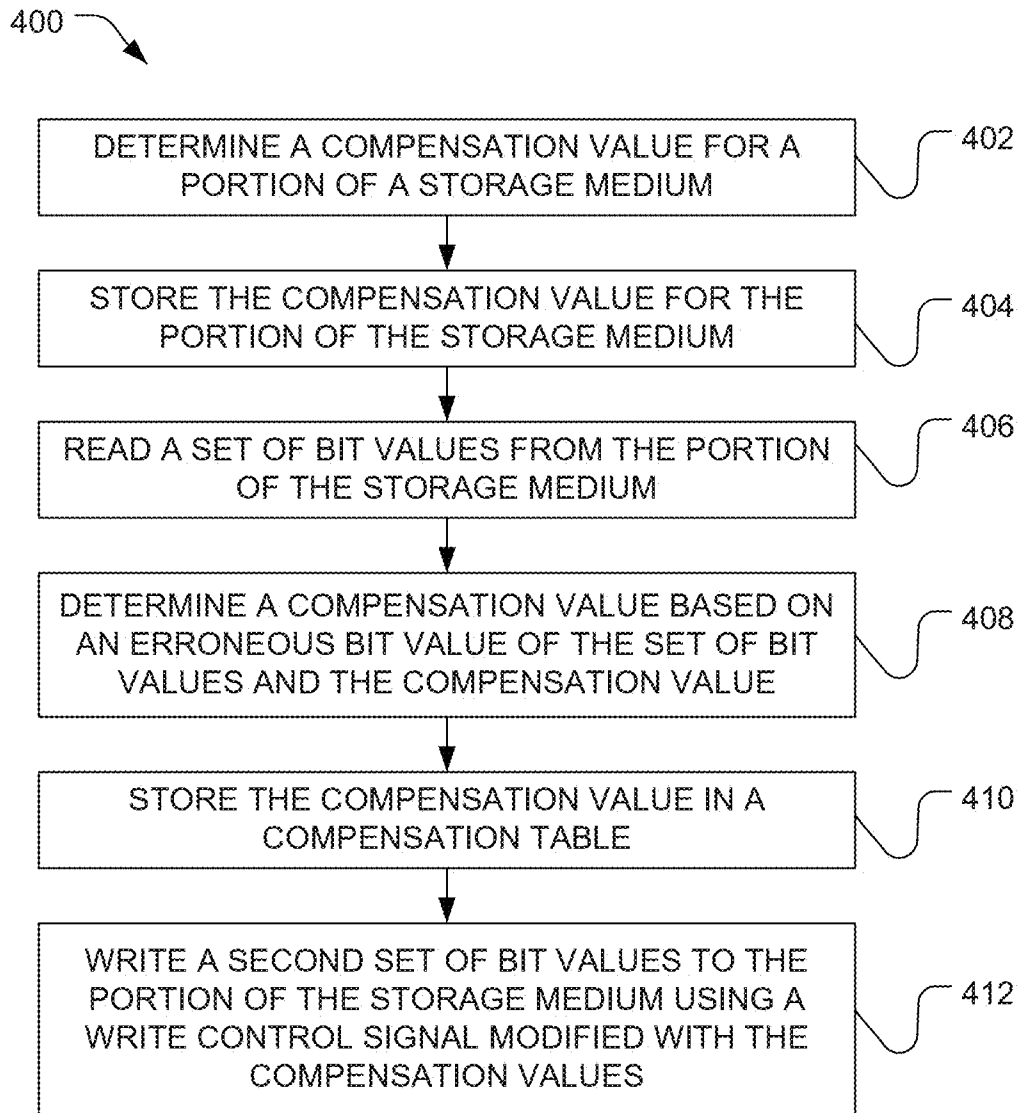 400
DETERMINE A COMPENSATION VALUE FOR A
PORTION OF A STORAGE MEDIUM
402
STORE THE COMPENSATION VALUE FOR THE
PORTION OF THE STORAGE MEDIUM
404
READ A SET OF BIT VALUES FROM THE PORTION
OF THE STORAGE MEDIUM
406
DETERMINE A COMPENSATION VALUE BASED ON
AN ERRONEOUS BIT VALUE OF THE SET OF BIT
VALUES AND THE COMPENSATION VALUE
408
STORE THE COMPENSATION VALUE IN A
COMPENSATION TABLE
410
WRITE A SECOND SET OF BIT VALUES TO THE
PORTION OF THE STORAGE MEDIUM USING A
WRITE CONTROL SIGNAL MODIFIED WITH THE
COMPENSATION VALUES
412